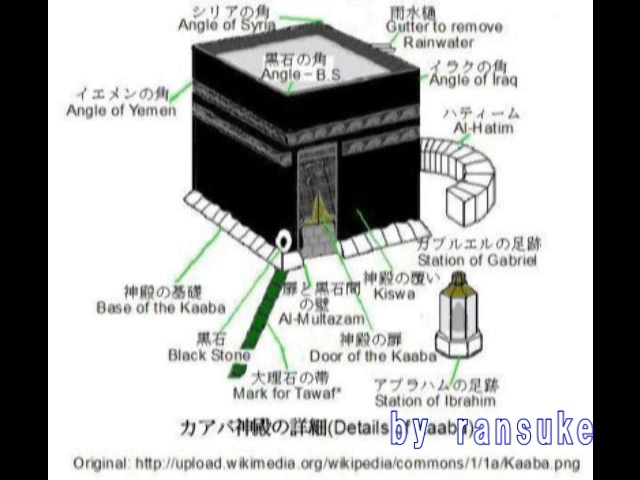 シリアの角
Angle of Syria
雨水樋
Gutter to remove
Rainwater
黒石の角
Angle - B.S
イラクの角
Angle of Iraq
イエメンの角
Angle of Yemen
ハティーム
Al-Hatim
ガブルエルの足跡
Station of Gabriel
神殿の覆い
Kiswa
神殿の基礎
Base of the Kaaba
扉と黒石間
の壁
Al-Multazam
黒石
Black Stone
神殿の扉
Door of the Kaaba
大理石の帯
Mark for Tawaf*
アブラハムの足跡
Station of Ibrahim
カアバ神殿の詳細(Details
by ransuke
Original: http://upload.wikimedia.org/wikipedia/commons/1/1a/Kaaba.png